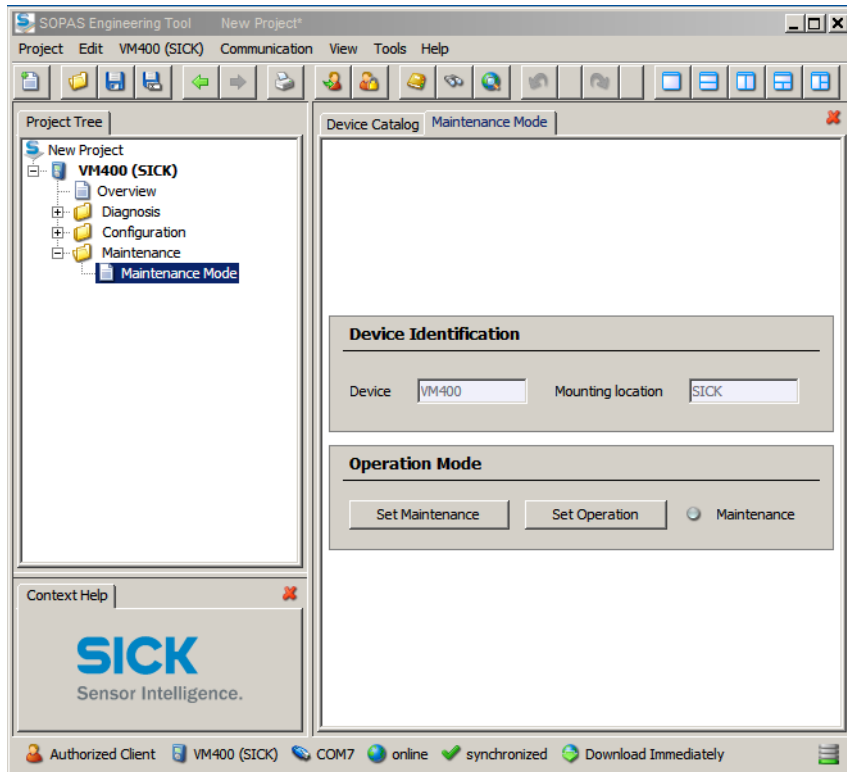 SOPAS Engineering Tool New Project*
Project Edit VM400 (SICK) Communication View Tools Help
Project Tree
New Project
VM400 (SICK)
Overview
Diagnosis
Configuration
Maintenance
Maintenance Mode
Device Catalog Maintenance Mode
Device Identification
Device VM400 Mounting location SICK
Operation Mode
Set Maintenance Set Operation Maintenance
Context Help
SICK
Sensor Intelligence.
Authorized Client VM400 (SICK) COM7 online synchronized Download Immediately